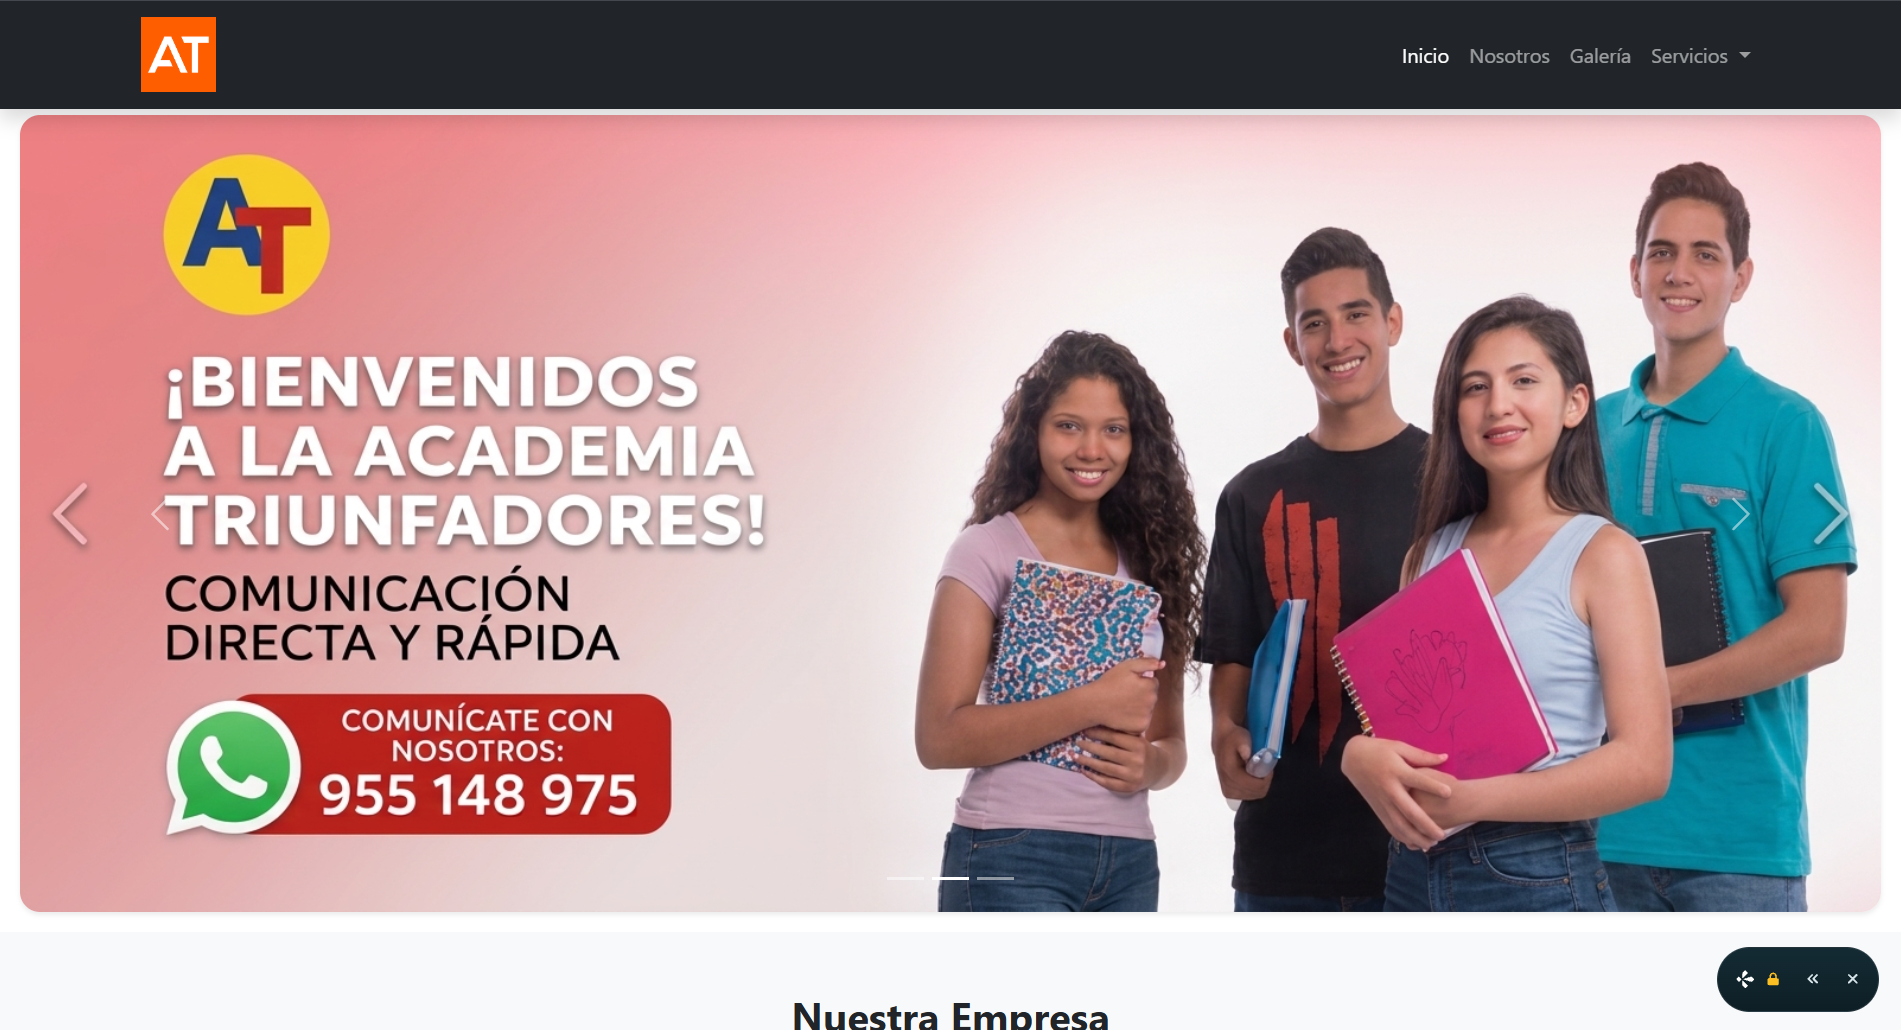 AT
Inicio Nosotros Galería Servicios
AT
¡BIENVENIDOS
A LA ACADEMIA
TRIUNFADORES!
COMUNICACIÓN
DIRECTA Y RÁPIDA
COMUNÍCATE CON
NOSOTROS:
955 148 975
Nuestra Empresa